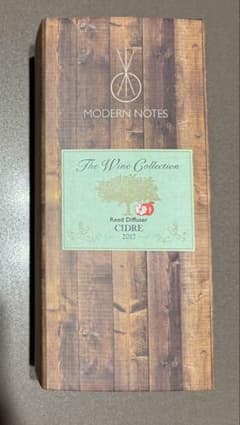 MODERN NOTES
The Wine Collection
Reed Diffuser
CIDRE
2017